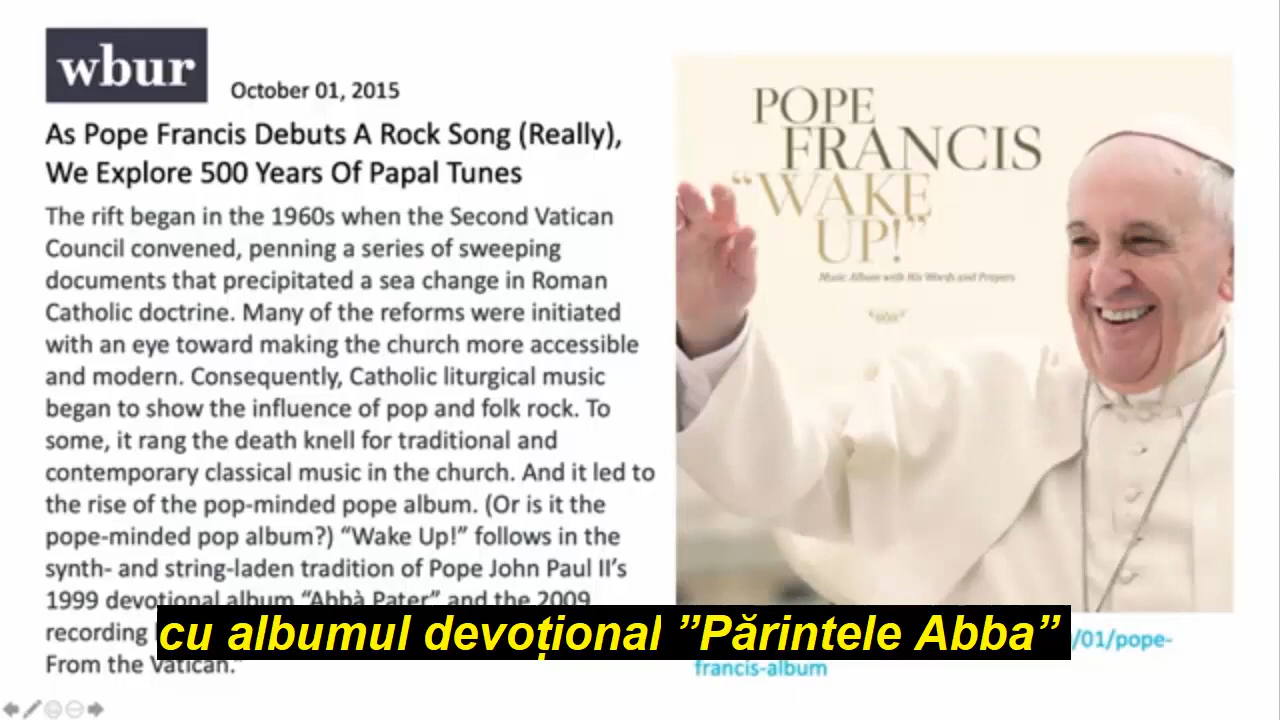 wbur
October 01, 2015
As Pope Francis Debuts A Rock Song (Really),
We Explore 500 Years Of Papal Tunes
The rift began in the 1960s when the Second Vatican
Council convened, penning a series of sweeping
documents that precipitated a sea change in Roman
Catholic doctrine. Many of the reforms were initiated
with an eye toward making the church more accessible
and modern. Consequently, Catholic liturgical music
began to show the influence of pop and folk rock. To
some, it rang the death knell for traditional and
contemporary classical music in the church. And it led to
the rise of the pop-minded pope album. (Or is it the
pope-minded pop album?) “Wake Up!” follows in the
synth- and string-laden tradition of Pope John Paul II’s
1999 devotional album “Abbà Pater” and the 2009
recording
From the Vatican.”
POPE
FRANCIS
“WAKE
UP!”
Music Album with His Words and Prayers
/01/pope-
francis-album
cu albumul devoțional ”Părintele Abba”